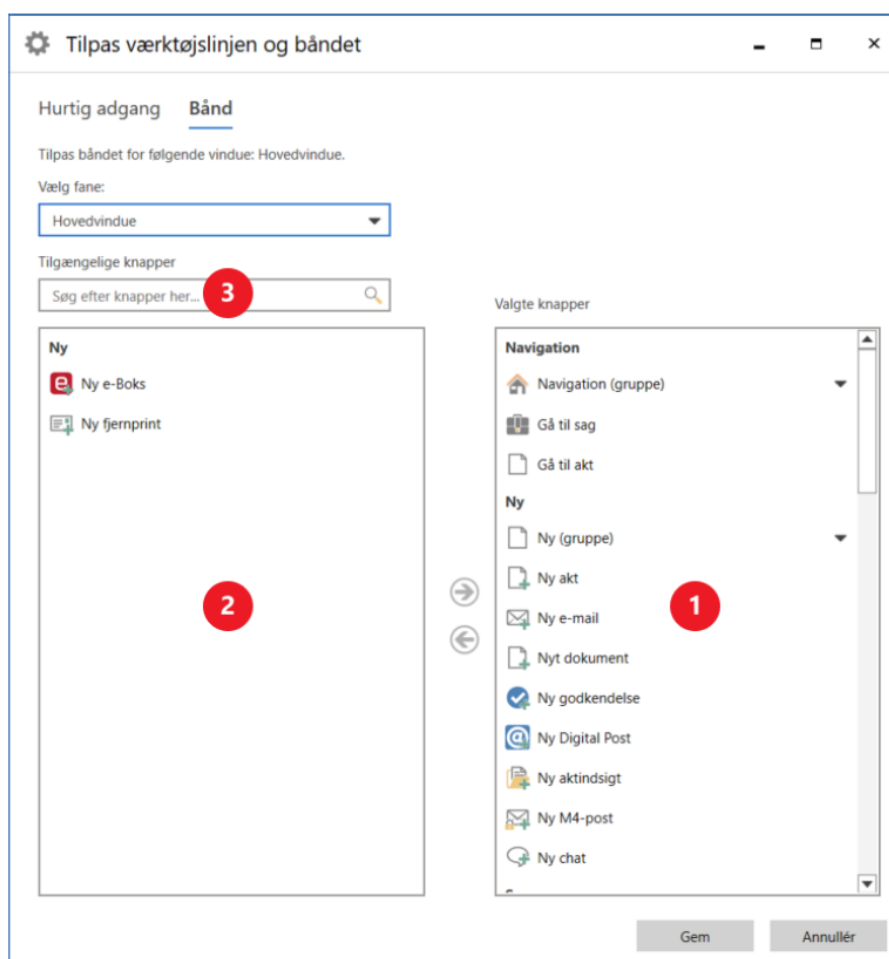 Tilpas værktøjslinjen og båndet
Hurtig adgang Bånd
Tilpas båndet for følgende vindue: Hovedvindue.
Vælg fane:
Hovedvindue
Tilgængelige knapper
Søg efter knapper her...
3
Ny
Ny e-Boks
Ny fjernprint
2
Valgte knapper
Navigation
Navigation (gruppe)
Gå til sag
Gå til akt
Ny
Ny (gruppe)
Ny akt
Ny e-mail
1
Nyt dokument
Ny godkendelse
Ny Digital Post
Ny aktindsigt
Ny M4-post
Ny chat
Gem Annullér